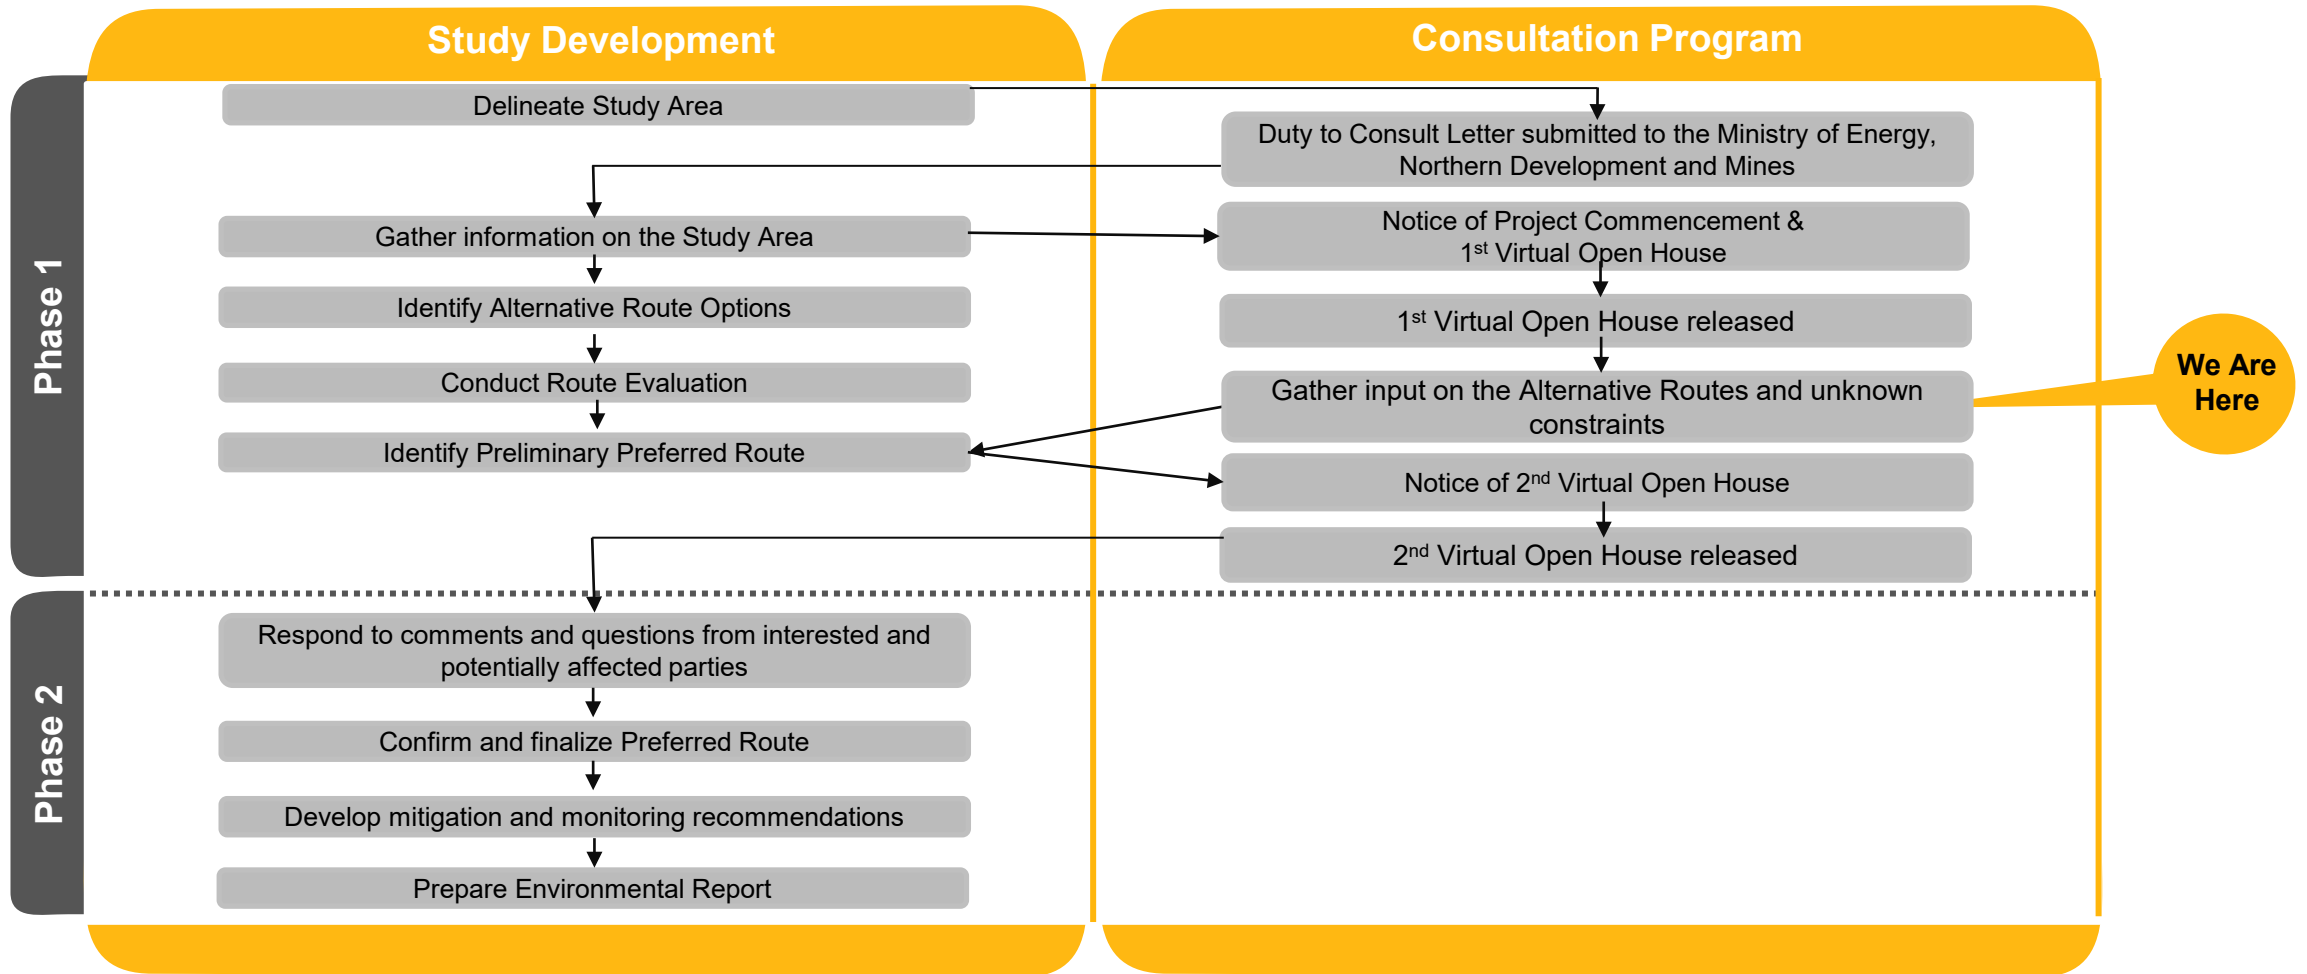 Study Development
Consultation Program
Phase 1
Delineate Study Area
Duty to Consult Letter submitted to the Ministry of Energy,
Northern Development and Mines
Gather information on the Study Area
Notice of Project Commencement &
1st Virtual Open House
Identify Alternative Route Options
1st Virtual Open House released
Conduct Route Evaluation
Gather input on the Alternative Routes and unknown
constraints
We Are
Here
Identify Preliminary Preferred Route
Notice of 2nd Virtual Open House
2nd Virtual Open House released
Phase 2
Respond to comments and questions from interested and
potentially affected parties
Confirm and finalize Preferred Route
Develop mitigation and monitoring recommendations
Prepare Environmental Report